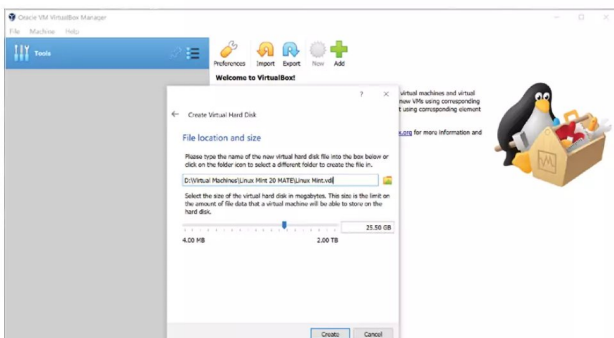 Oracle VM VirtualBox Manager
File Machine Help
Tools
Preferences Import Export New Add
Welcome to VirtualBox!
virtual machines and virtual
new VMs using corresponding
t using corresponding element
.org for more information and
? ×
← Create Virtual Hard Disk
File location and size
Please type the name of the new virtual hard disk file into the box below or
click on the folder icon to select a different folder to create the file in.
D:\Virtual Machines\Linux Mint 20 MATE\Linux Mint.vdi
Select the size of the virtual hard disk in megabytes. This size is the limit on
the amount of file data that a virtual machine will be able to store on the
hard disk.
25.50 GB
4.00 MB 2.00 TB
Create Cancel